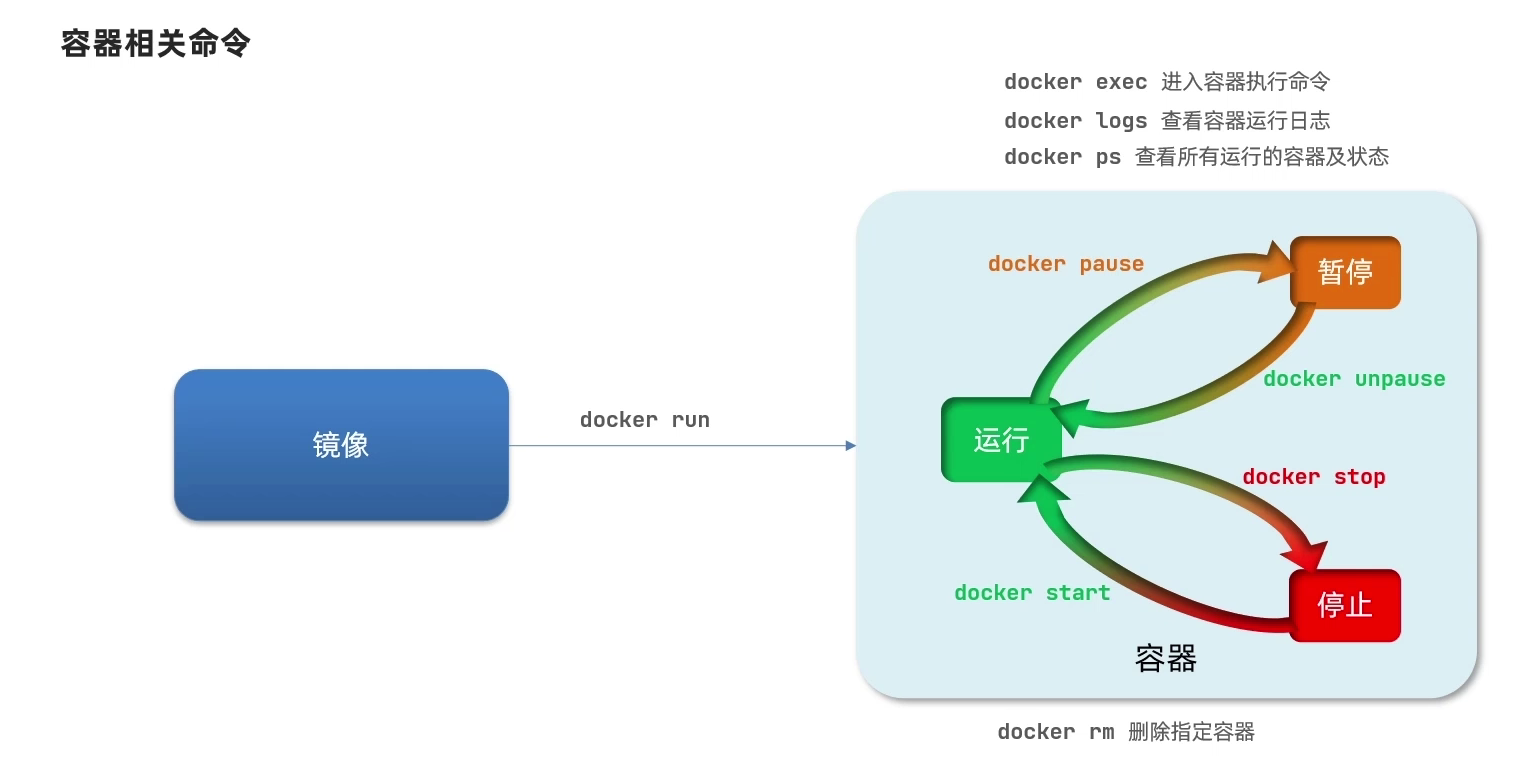 容器相关命令
docker exec 进入容器执行命令
docker logs 查看容器运行日志
docker ps 查看所有运行的容器及状态
docker pause
暂停
docker unpause
镜像
docker run
运行
docker stop
docker start
停止
容器
docker rm 删除指定容器